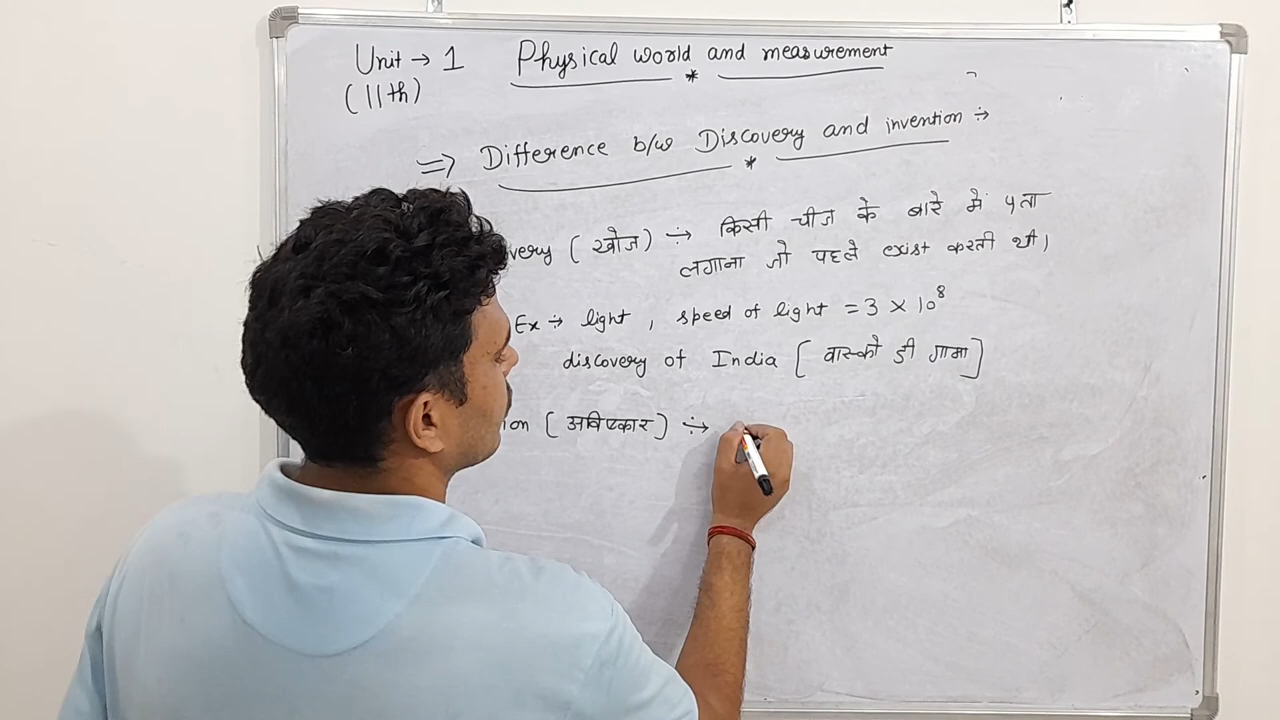 Unit → 1 Physical world and measurement
(11th) *
⇒ Difference b/w Discovery and invention ÷
*
very (खोज) ÷ किसी चीज के बारे में पता
लगाना जो पहले exist करती थी।
Ex ÷ light, speed of light = 3 × 10⁸
discovery of India [वास्को डी गामा]
ion [अविष्कार) ÷